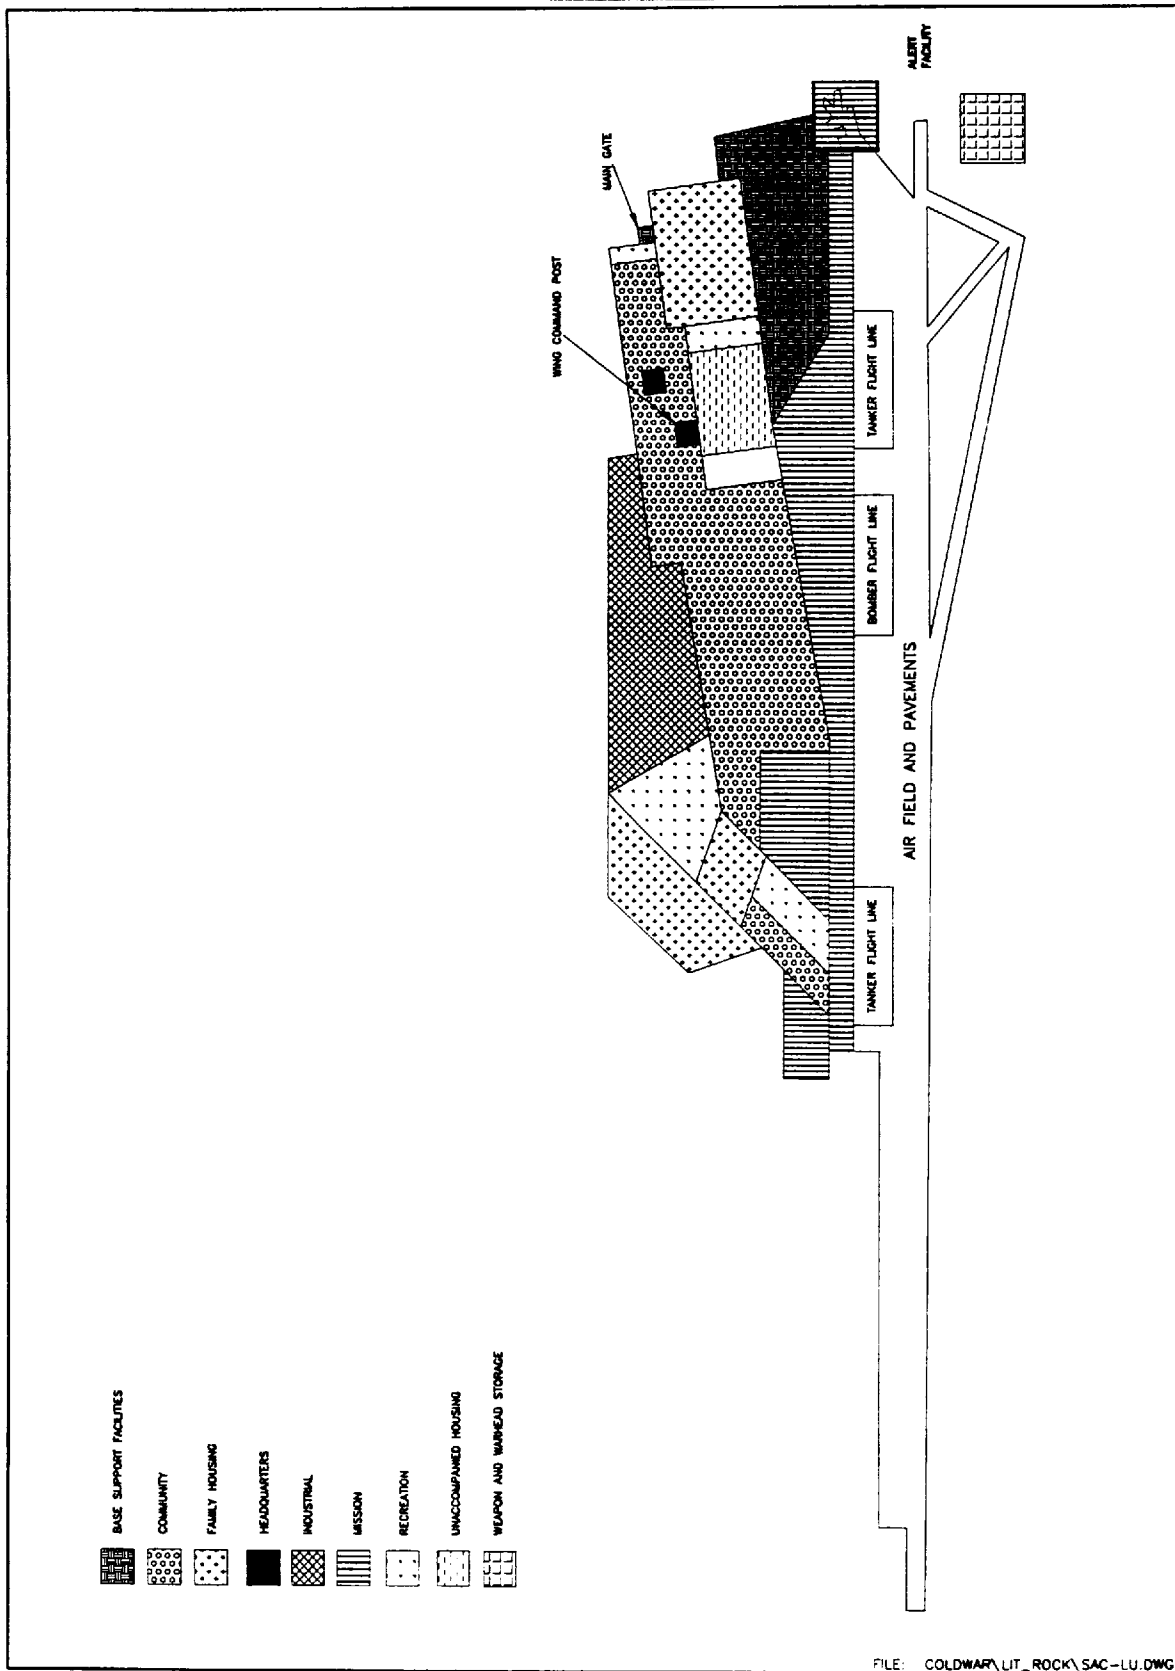 ALERT
FACILITY
MAIN GATE
WING COMMAND POST
TANKER FLIGHT LINE
BOMBER FLIGHT LINE
AIR FIELD AND PAVEMENTS
TANKER FLIGHT LINE
BASE SUPPORT FACILITIES
COMMUNITY
FAMILY HOUSING
HEADQUARTERS
INDUSTRIAL
MISSION
RECREATION
UNACCOMPANIED HOUSING
WEAPON AND WARHEAD STORAGE
FILE: COLDWAR\LIT_ROCK\SAC-LU.DWG